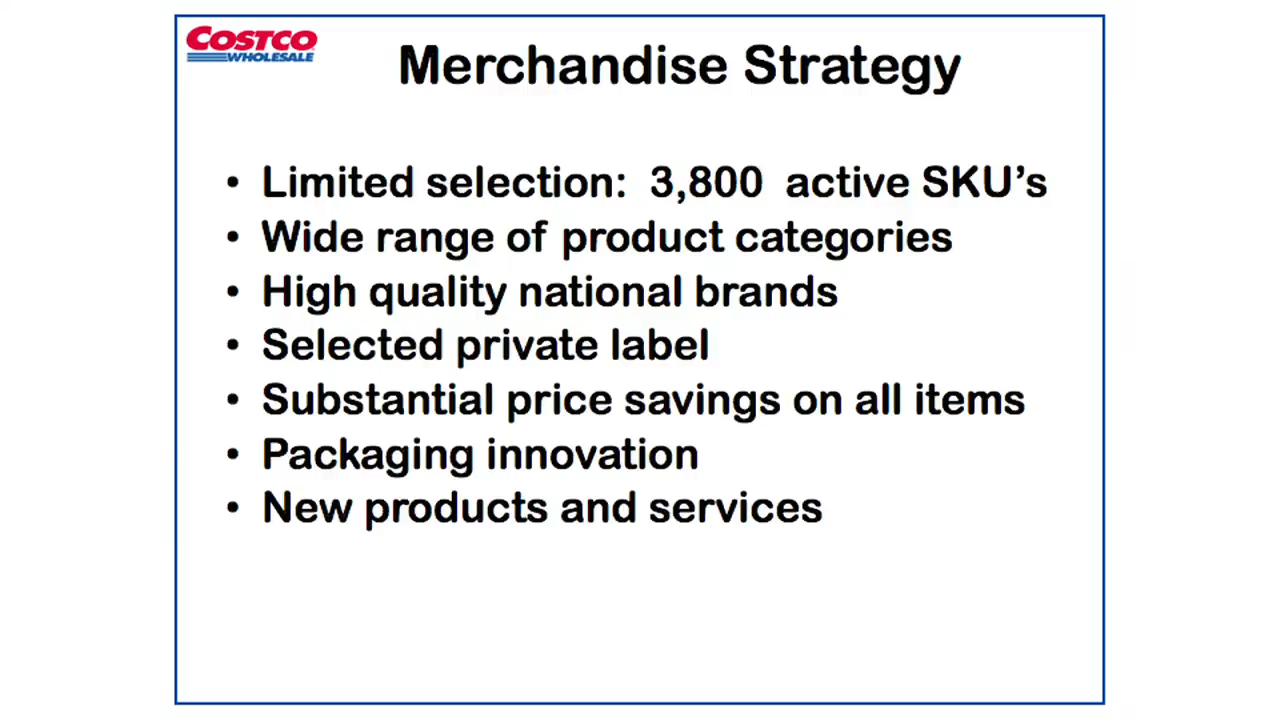 COSTCO
WHOLESALE
Merchandise Strategy
• Limited selection: 3,800 active SKU's
• Wide range of product categories
• High quality national brands
• Selected private label
• Substantial price savings on all items
• Packaging innovation
• New products and services